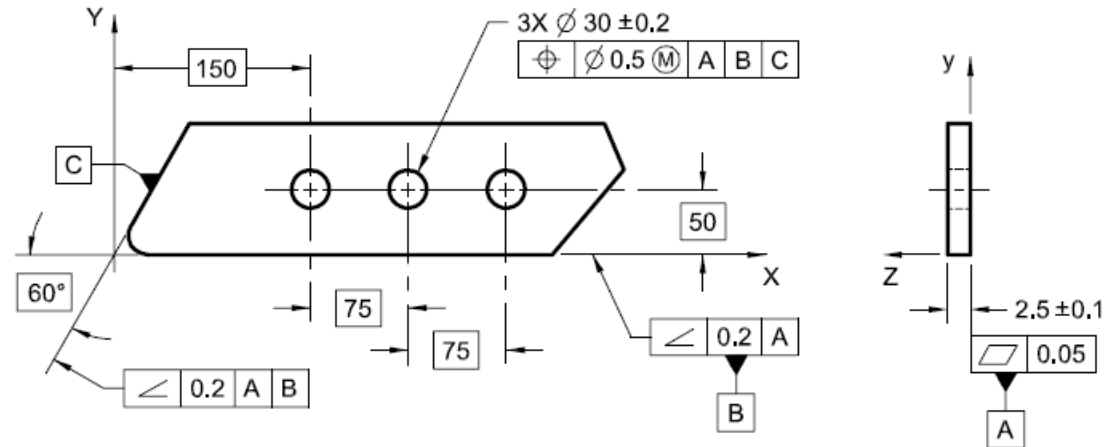 Y
150
3X ⌀ 30 ±0.2
⌖ ⌀ 0.5 Ⓜ A B C
y
C
50
60°
X
Z
75
75
2.5 ±0.1
∠ 0.2 A
⏥ 0.05
∠ 0.2 A B
B
A